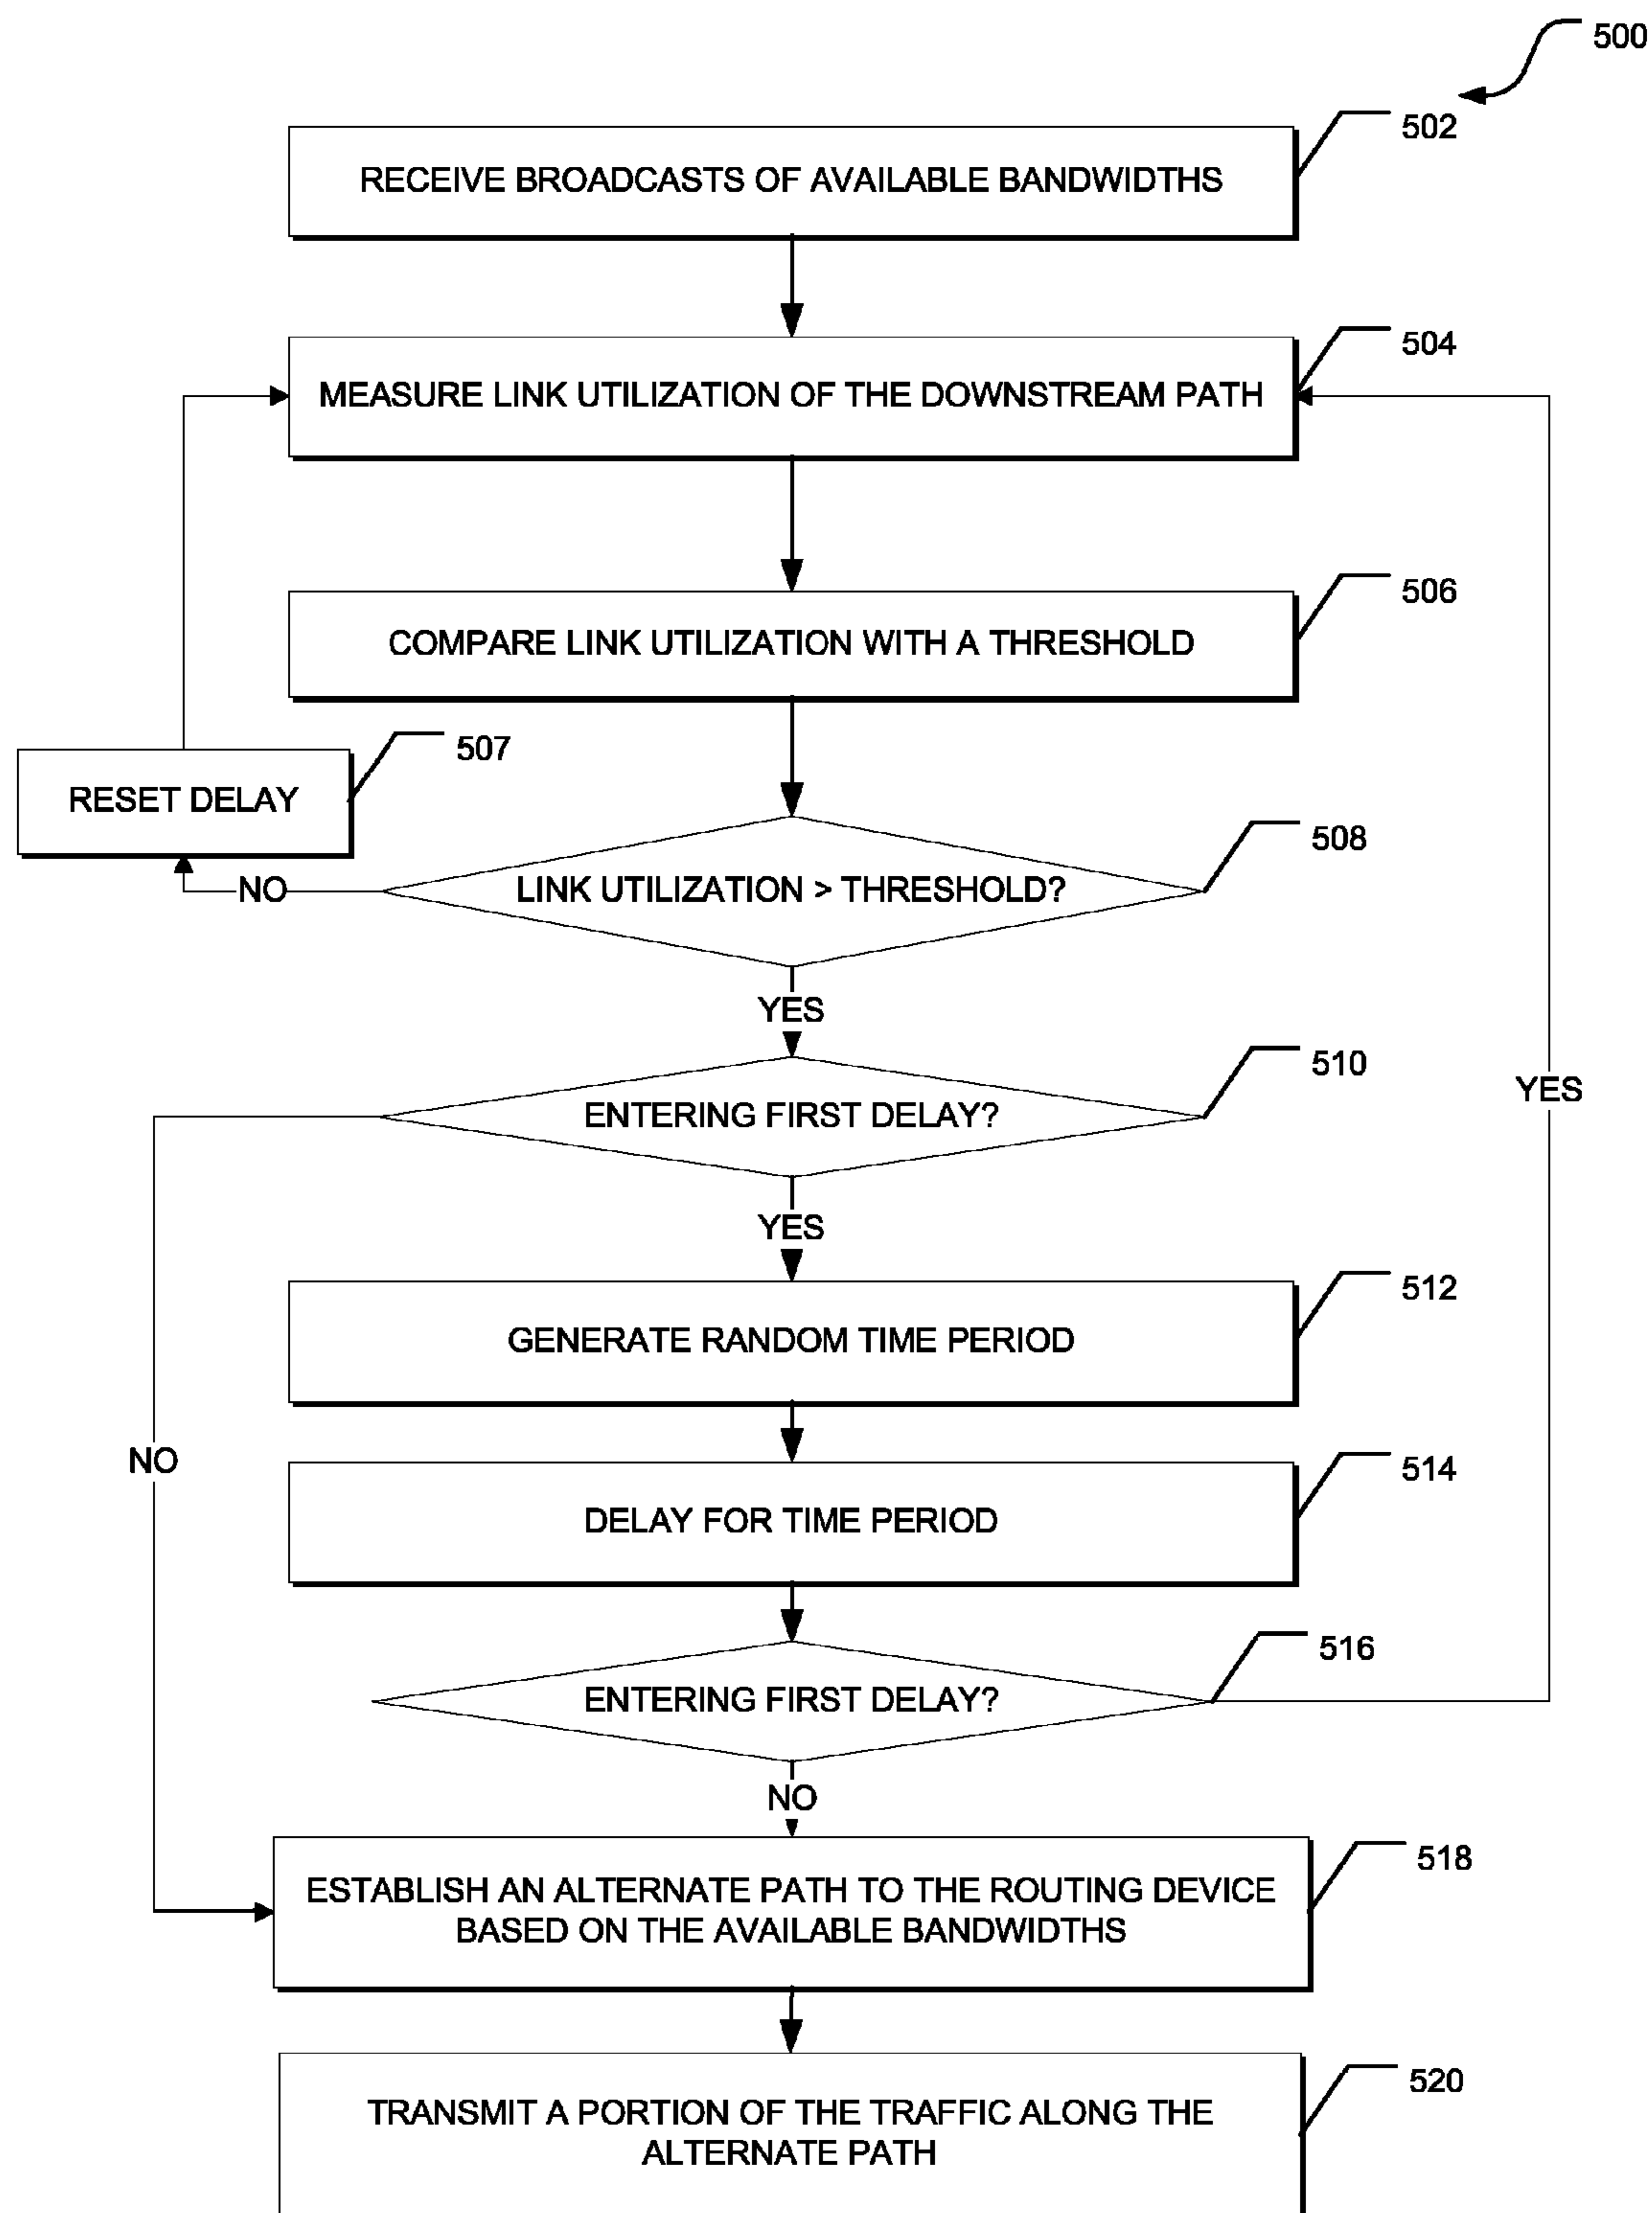 500
502
RECEIVE BROADCASTS OF AVAILABLE BANDWIDTHS
504
MEASURE LINK UTILIZATION OF THE DOWNSTREAM PATH
506
COMPARE LINK UTILIZATION WITH A THRESHOLD
507
RESET DELAY
508
LINK UTILIZATION > THRESHOLD?
NO
YES
510
ENTERING FIRST DELAY?
YES
YES
512
GENERATE RANDOM TIME PERIOD
NO
514
DELAY FOR TIME PERIOD
516
ENTERING FIRST DELAY?
NO
518
ESTABLISH AN ALTERNATE PATH TO THE ROUTING DEVICE
BASED ON THE AVAILABLE BANDWIDTHS
520
TRANSMIT A PORTION OF THE TRAFFIC ALONG THE
ALTERNATE PATH